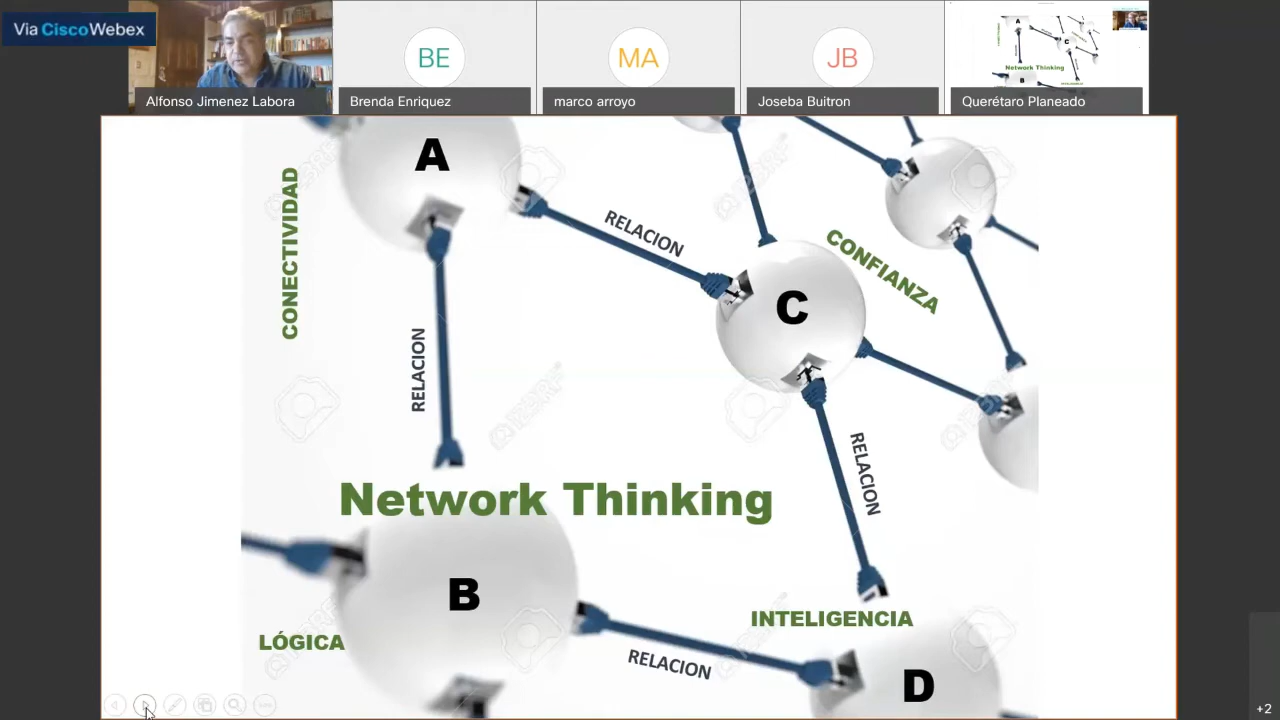 Via CiscoWebex
BE
MA
JB
Alfonso Jimenez Labora
Brenda Enriquez
marco arroyo
Joseba Buitron
Querétaro Planeado
A
CONECTIVIDAD
RELACION
CONFIANZA
C
RELACION
RELACION
Network Thinking
B
INTELIGENCIA
LÓGICA
RELACION
D
+2